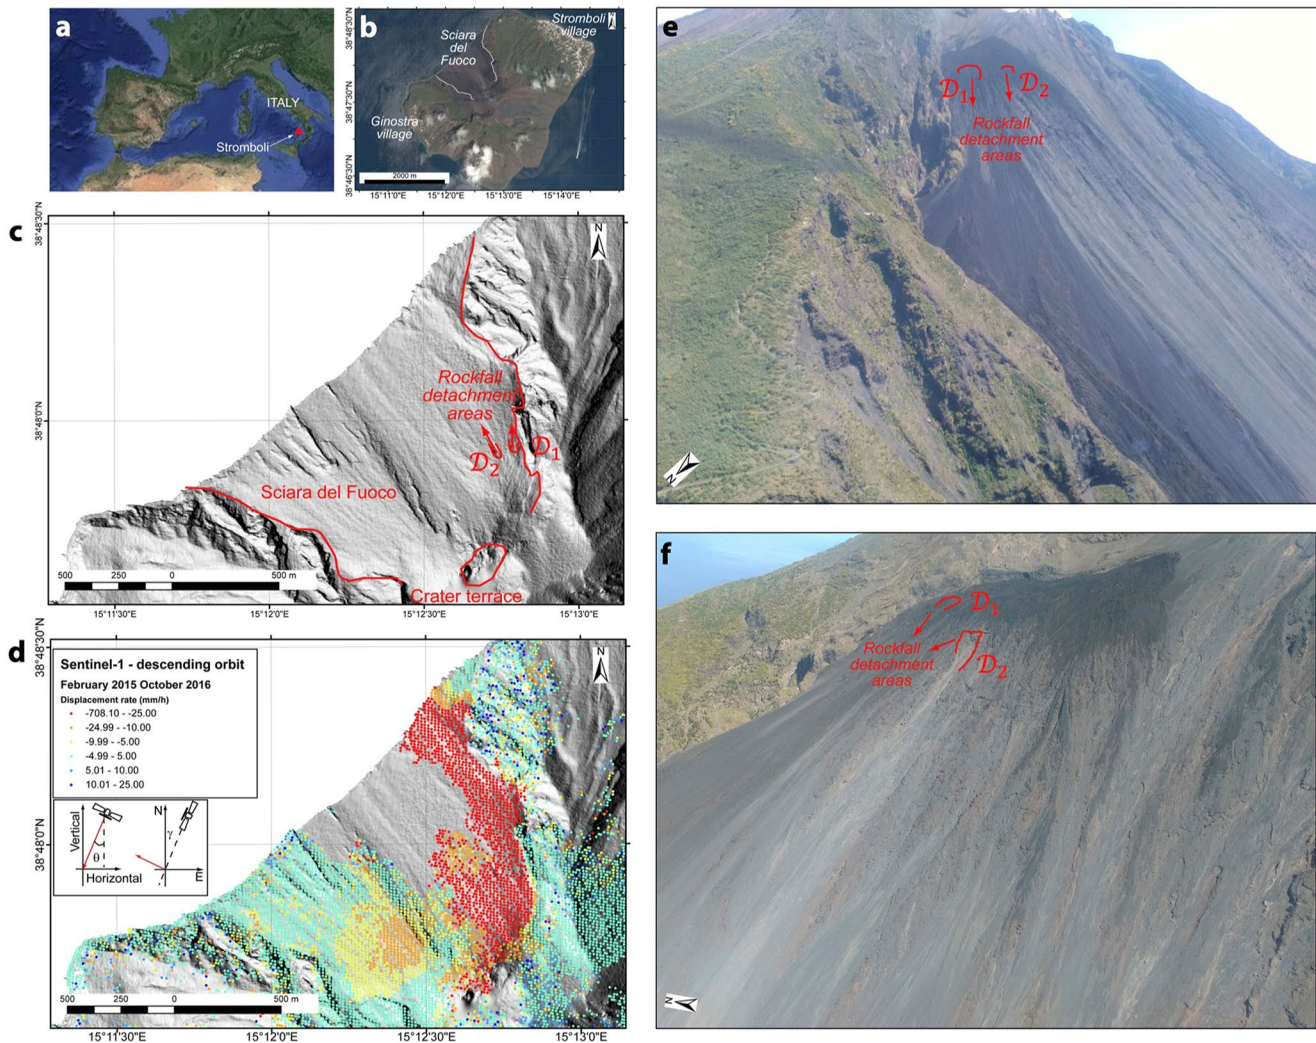 a
ITALY
Stromboli
b
Sciara
del
Fuoco
Stromboli
village
N
Ginostra
village
2000 m
38°48'30"N
38°47'30"N
38°46'30"N
15°11'0"E
15°12'0"E
15°13'0"E
15°14'0"E
c
N
38°48'30"N
38°48'0"N
Rockfall
detachment
areas
D1
D2
Sciara del Fuoco
Crater terrace
500 250 0 500 m
15°11'30"E
15°12'0"E
15°12'30"E
15°13'0"E
d
Sentinel-1 - descending orbit
February 2015 October 2016
Displacement rate (mm/h)
-708.10 - -25.00
-24.99 - -10.00
-9.99 - -5.00
-4.99 - 5.00
5.01 - 10.00
10.01 - 25.00
Vertical
θ
Horizontal
N
γ
E
N
38°48'30"N
38°48'0"N
500 250 0 500 m
15°11'30"E
15°12'0"E
15°12'30"E
15°13'0"E
e
D1
D2
Rockfall
detachment
areas
N
f
D1
Rockfall
detachment
areas
D2
N